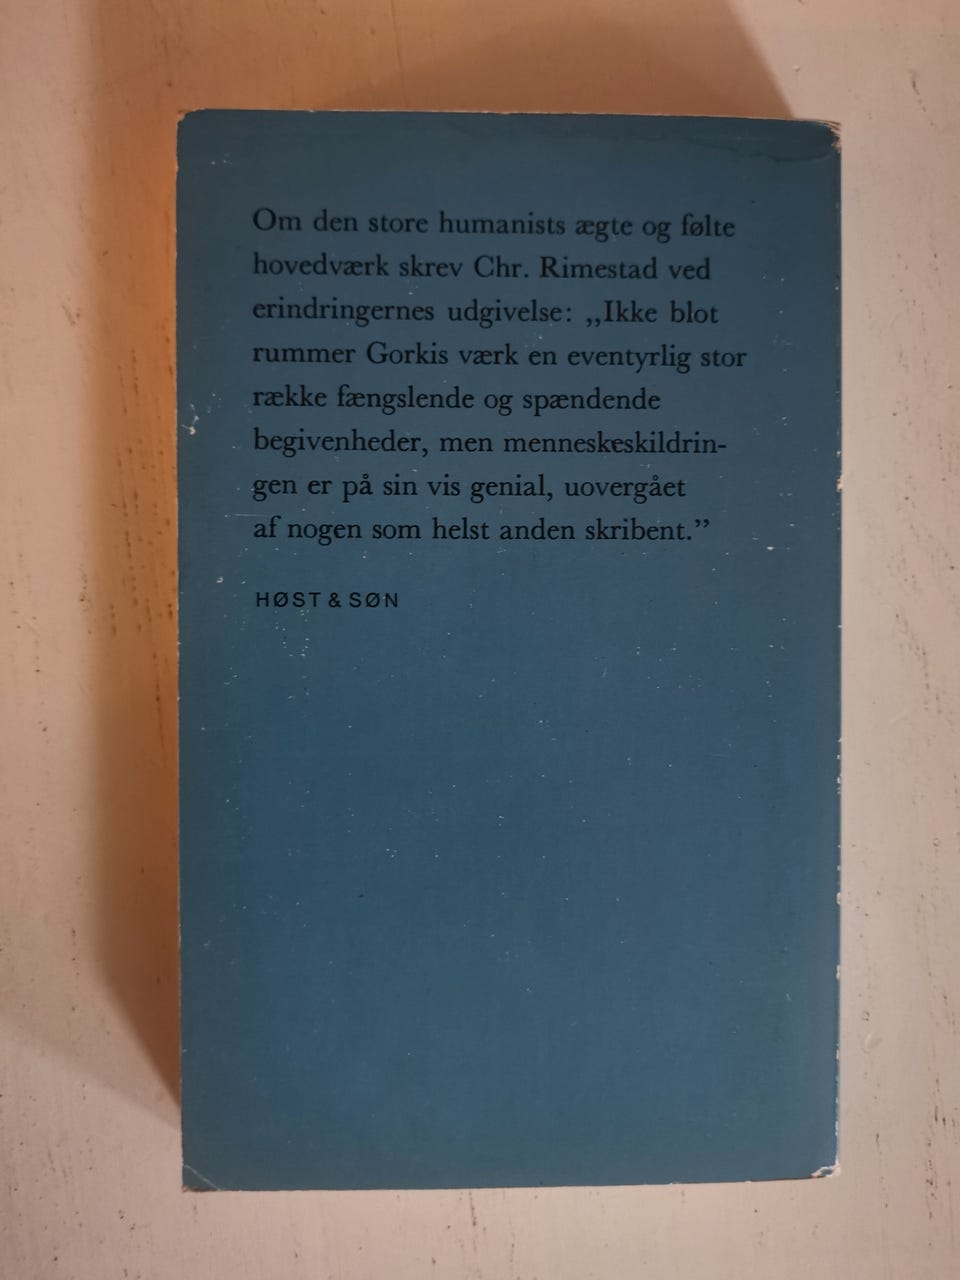 Om den store humanists ægte og følte
hovedværk skrev Chr. Rimestad ved
erindringernes udgivelse: „Ikke blot
rummer Gorkis værk en eventyrlig stor
række fængslende og spændende
begivenheder, men menneskeskildrin-
gen er på sin vis genial, uovergået
af nogen som helst anden skribent.”
HØST & SØN